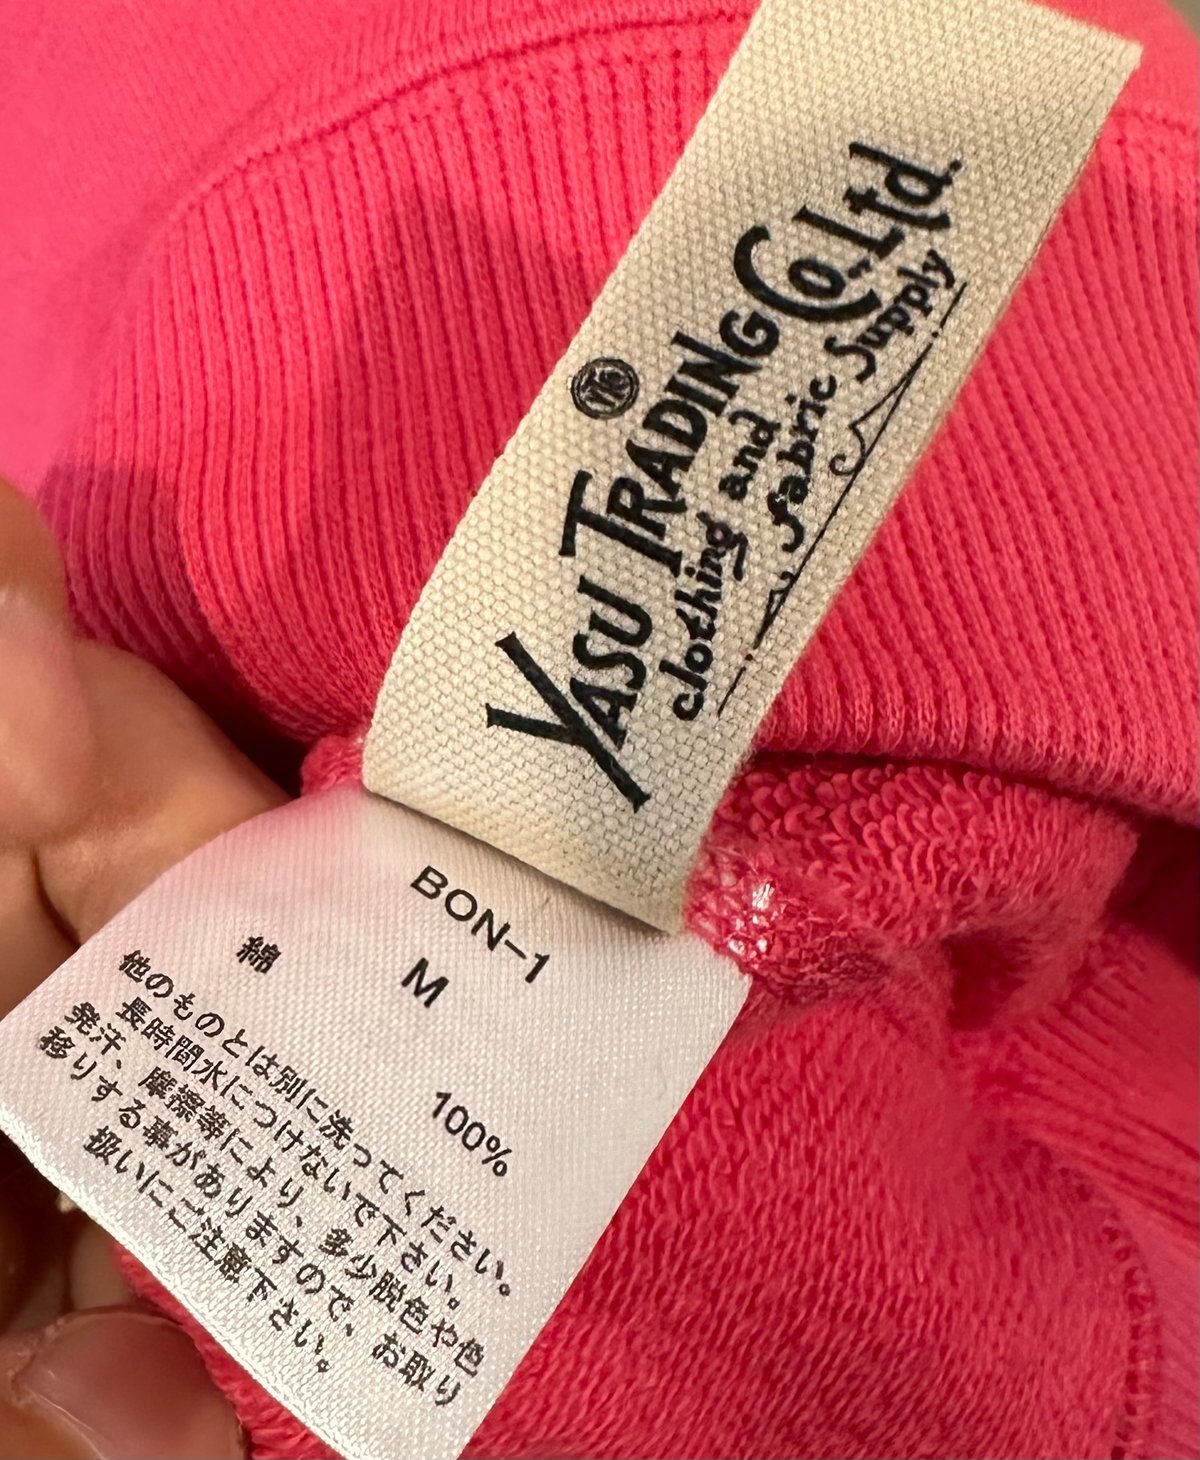 YASU TRADING Co.Ltd.
clothing and
fabric Supply
BON-1
M
綿 100%
他のものとは別に洗ってください。
長時間水につけないで下さい。
発汗、摩擦等により、多少脱色や色
移りする事がありますので、お取り
扱いにご注意下さい。